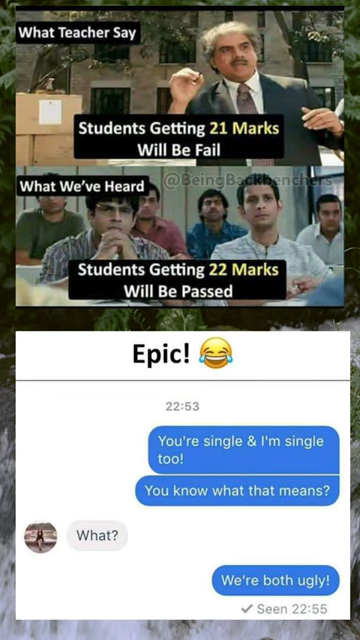 What Teacher Say
Students Getting 21 Marks
Will Be Fail
What We've Heard
@BeingBackbenchers
Students Getting 22 Marks
Will Be Passed
Epic! 😂
22:53
You're single & I'm single
too!
You know what that means?
What?
We're both ugly!
✓ Seen 22:55